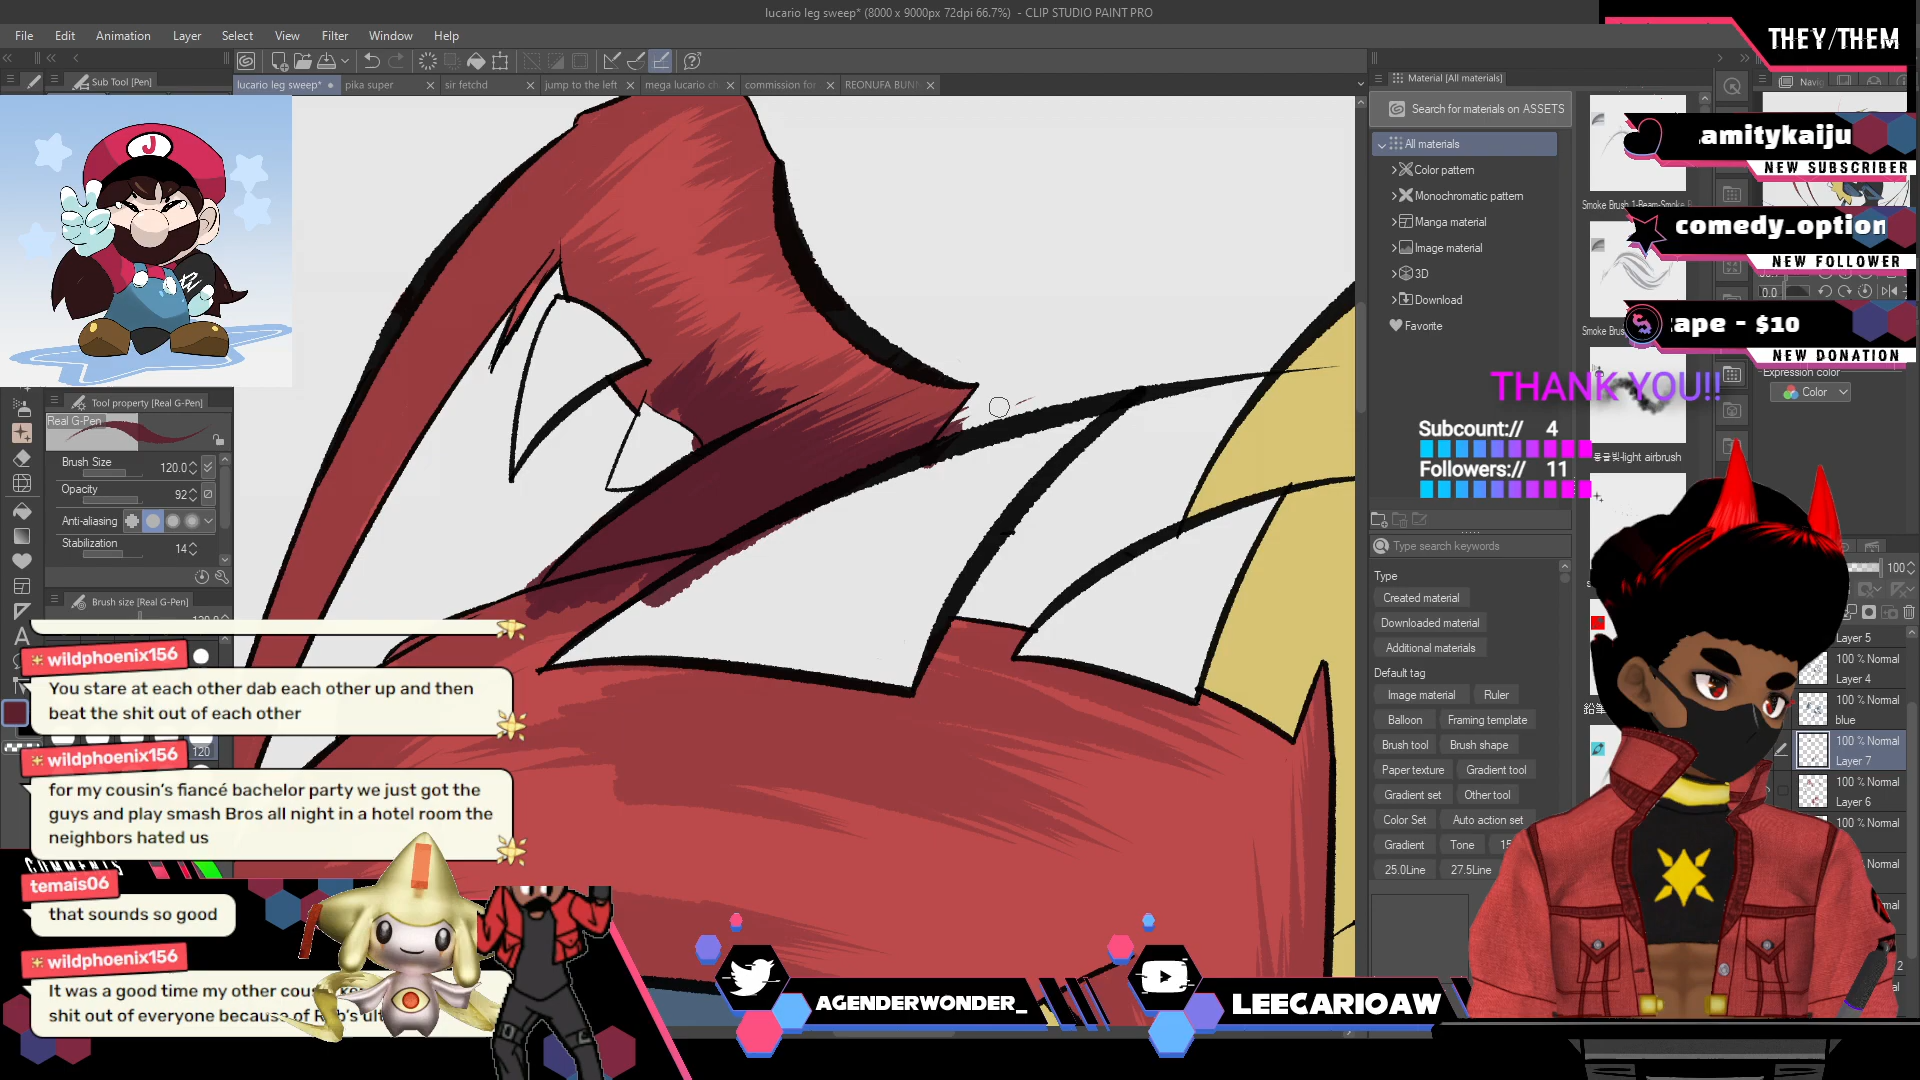 lucario leg sweep* (8000 x 9000px 72dpi 66.7%) - CLIP STUDIO PAINT PRO
File Edit Animation Layer Select View Filter Window Help
Sub Tool [Pen]
lucario leg sweep* pika super sir fetchd jump to the left mega lucario ch commission for REONUFA BUN
J
Tool property [Real G-Pen]
Real G-Pen
Brush Size 120.0
Opacity 92
Anti-aliasing
Stabilization 14
Brush size [Real G-Pen]
120
Material [All materials]
Search for materials on ASSETS
All materials
Color pattern
Monochromatic pattern
Manga material
Image material
3D
Download
Favorite
Type search keywords
Type
Created material
Downloaded material
Additional materials
Default tag
Image material Ruler
Balloon Framing template
Brush tool Brush shape
Paper texture Gradient tool
Gradient set Other tool
Color Set Auto action set
Gradient Tone
25.0Line 27.5Line
light airbrush
0.0
Expression color
Color
100
Layer 5
100 % Normal
Layer 4
100 % Normal
blue
100 % Normal
Layer 7
100 % Normal
Layer 6
100 % Normal
THEY/THEM
amitykaiju
NEW SUBSCRIBER
comedy_option
NEW FOLLOWER
ape - $10
NEW DONATION
THANK YOU!!
Subcount:// 4
Followers:// 11
wildphoenix156
You stare at each other dab each other up and then
beat the shit out of each other
wildphoenix156
for my cousin's fiancé bachelor party we just got the
guys and play smash Bros all night in a hotel room the
neighbors hated us
temais06
that sounds so good
wildphoenix156
It was a good time my other
shit out of everyone because of
AGENDERWONDER_
LEECARIOAW